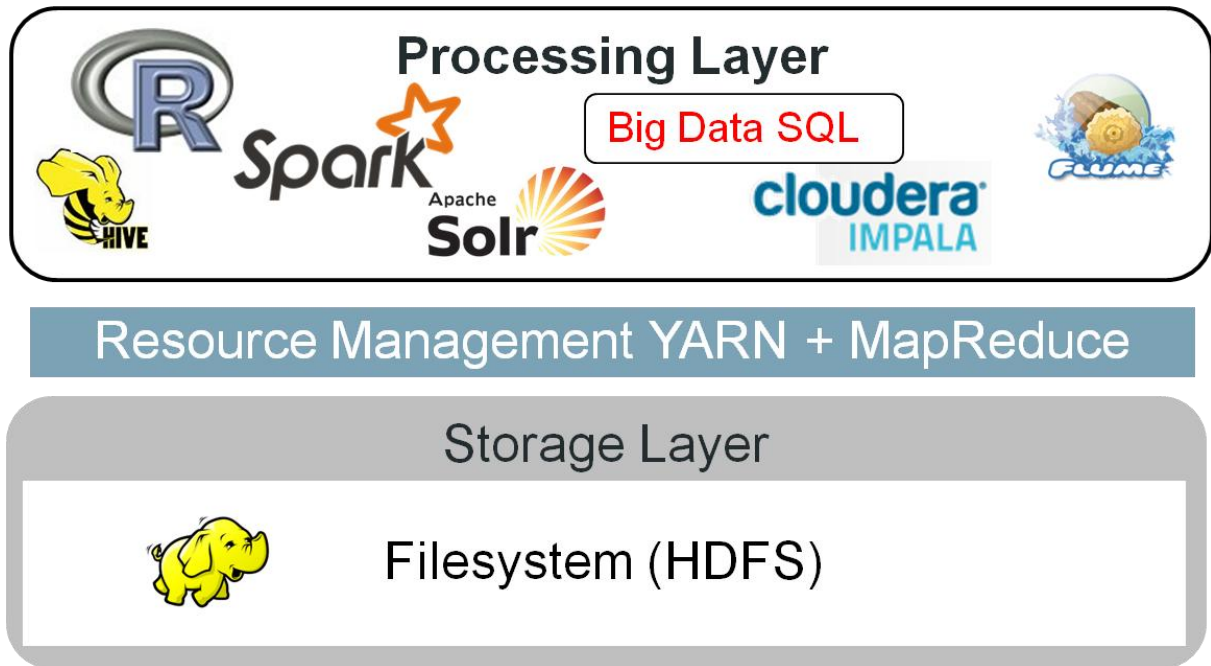 Processing Layer
R
Spark
Big Data SQL
FLUME
HIVE
Apache
Solr
cloudera
IMPALA
Resource Management YARN + MapReduce
Storage Layer
Filesystem (HDFS)